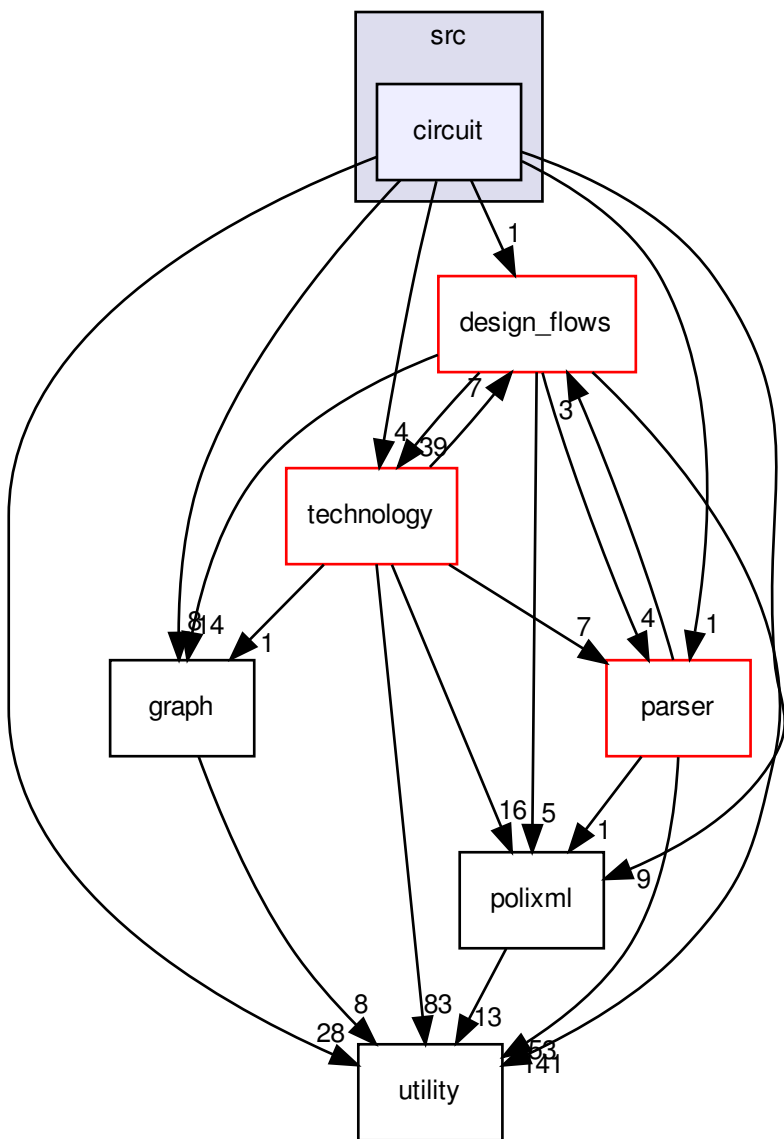 src
circuit
1
design_flows
7
3
4
39
technology
8
14
1
7
4
1
graph
parser
16
5
1
9
polixml
8
83
13
28
53
141
utility